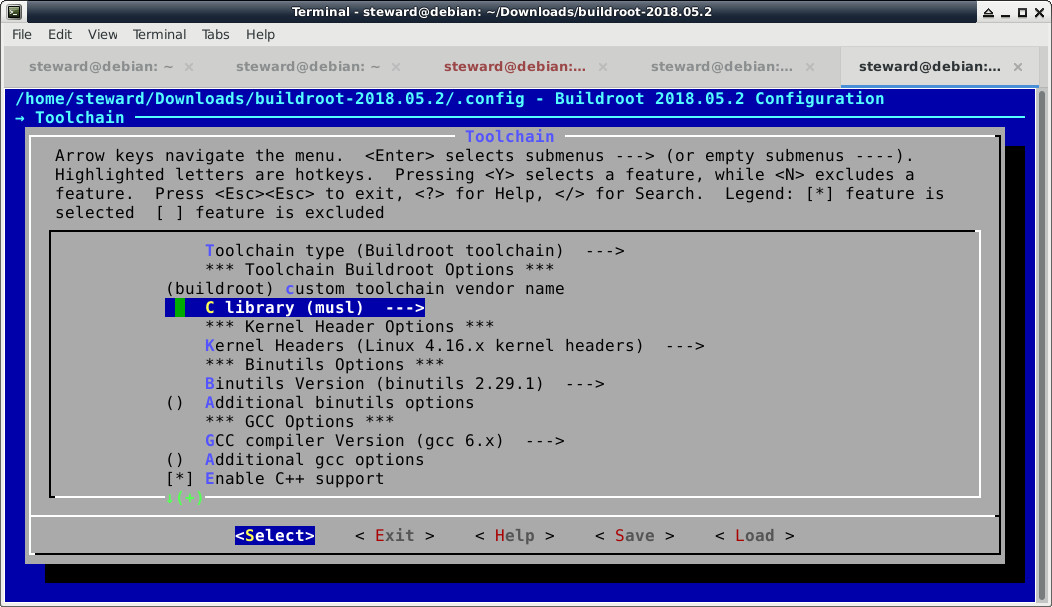 Terminal - steward@debian: ~/Downloads/buildroot-2018.05.2
File Edit View Terminal Tabs Help
steward@debian: ~ × steward@debian: ~ × steward@debian:... × steward@debian:... × steward@debian:... ×
/home/steward/Downloads/buildroot-2018.05.2/.config - Buildroot 2018.05.2 Configuration
→ Toolchain
Toolchain
Arrow keys navigate the menu.  <Enter> selects submenus ---> (or empty submenus ----).
Highlighted letters are hotkeys.  Pressing <Y> selects a feature, while <N> excludes a
feature.  Press <Esc><Esc> to exit, <?> for Help, </> for Search.  Legend: [*] feature is
selected  [ ] feature is excluded
Toolchain type (Buildroot toolchain)  --->
*** Toolchain Buildroot Options ***
(buildroot) custom toolchain vendor name
C library (musl)  --->
*** Kernel Header Options ***
Kernel Headers (Linux 4.16.x kernel headers)  --->
*** Binutils Options ***
Binutils Version (binutils 2.29.1)  --->
()  Additional binutils options
*** GCC Options ***
GCC compiler Version (gcc 6.x)  --->
()  Additional gcc options
[*] Enable C++ support
↓(+)
<Select>    < Exit >    < Help >    < Save >    < Load >